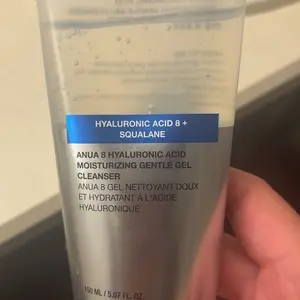 HYALURONIC ACID 8 +
SQUALANE
ANUA 8 HYALURONIC ACID
MOISTURIZING GENTLE GEL
CLEANSER
ANUA 8 GEL NETTOYANT DOUX
ET HYDRATANT À L'ACIDE
HYALURONIQUE
150 ML / 5.07 FL. OZ.